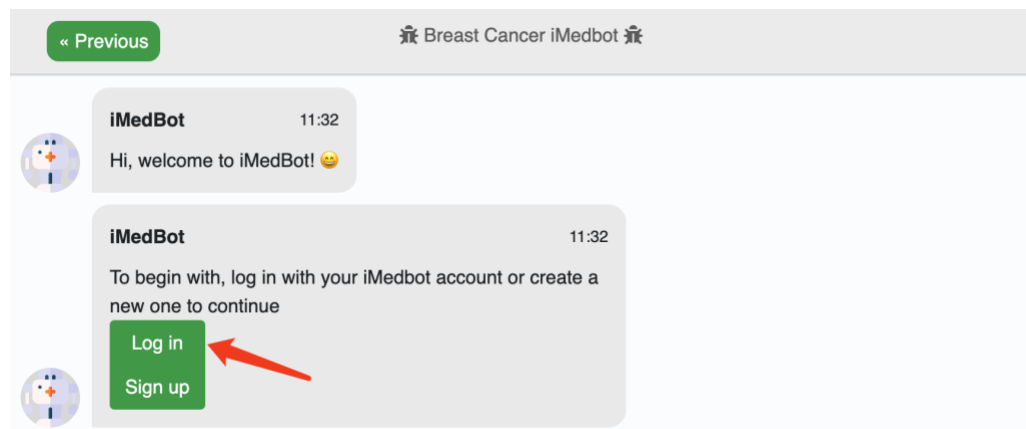 « Previous
Breast Cancer iMedbot
iMedBot 11:32
Hi, welcome to iMedBot! 😄
iMedBot 11:32
To begin with, log in with your iMedbot account or create a
new one to continue
Log in
Sign up